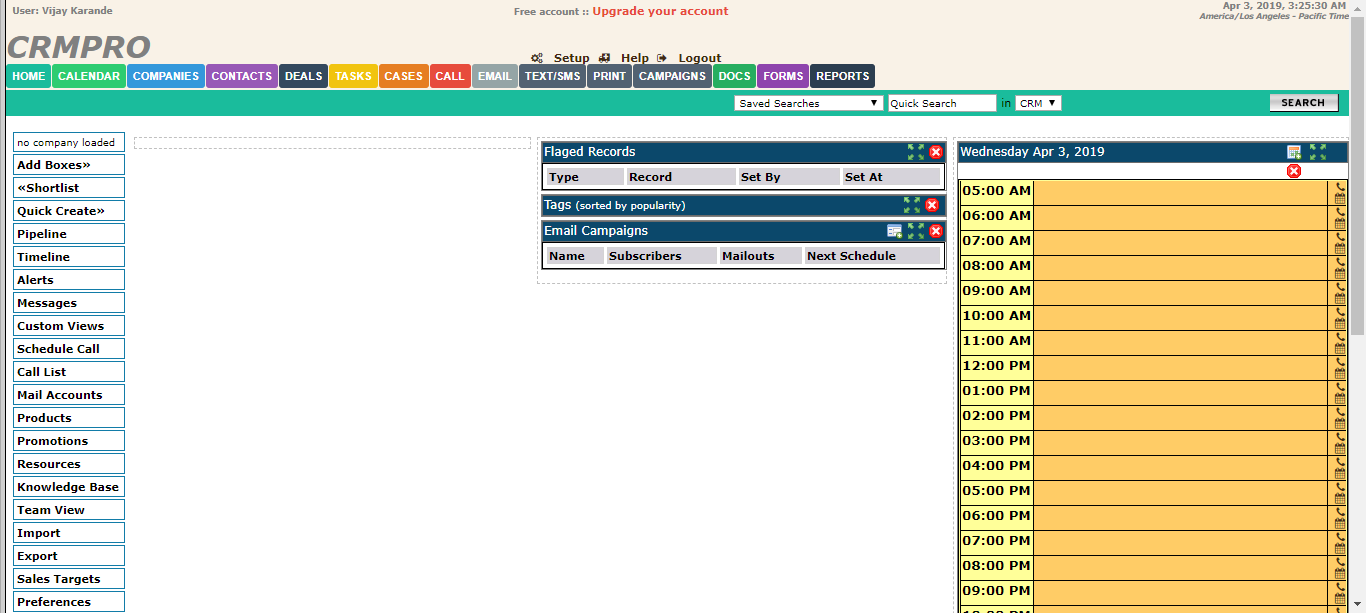 User: Vijay Karande
Free account :: Upgrade your account
Apr 3, 2019, 3:25:30 AM
America/Los Angeles - Pacific Time
CRMPRO
Setup Help Logout
HOME CALENDAR COMPANIES CONTACTS DEALS TASKS CASES CALL EMAIL TEXT/SMS PRINT CAMPAIGNS DOCS FORMS REPORTS
Saved Searches Quick Search in CRM SEARCH
no company loaded
Add Boxes»
«Shortlist
Quick Create»
Pipeline
Timeline
Alerts
Messages
Custom Views
Schedule Call
Call List
Mail Accounts
Products
Promotions
Resources
Knowledge Base
Team View
Import
Export
Sales Targets
Preferences
Flaged Records
Type Record Set By Set At
Tags (sorted by popularity)
Email Campaigns
Name Subscribers Mailouts Next Schedule
Wednesday Apr 3, 2019
05:00 AM
06:00 AM
07:00 AM
08:00 AM
09:00 AM
10:00 AM
11:00 AM
12:00 PM
01:00 PM
02:00 PM
03:00 PM
04:00 PM
05:00 PM
06:00 PM
07:00 PM
08:00 PM
09:00 PM